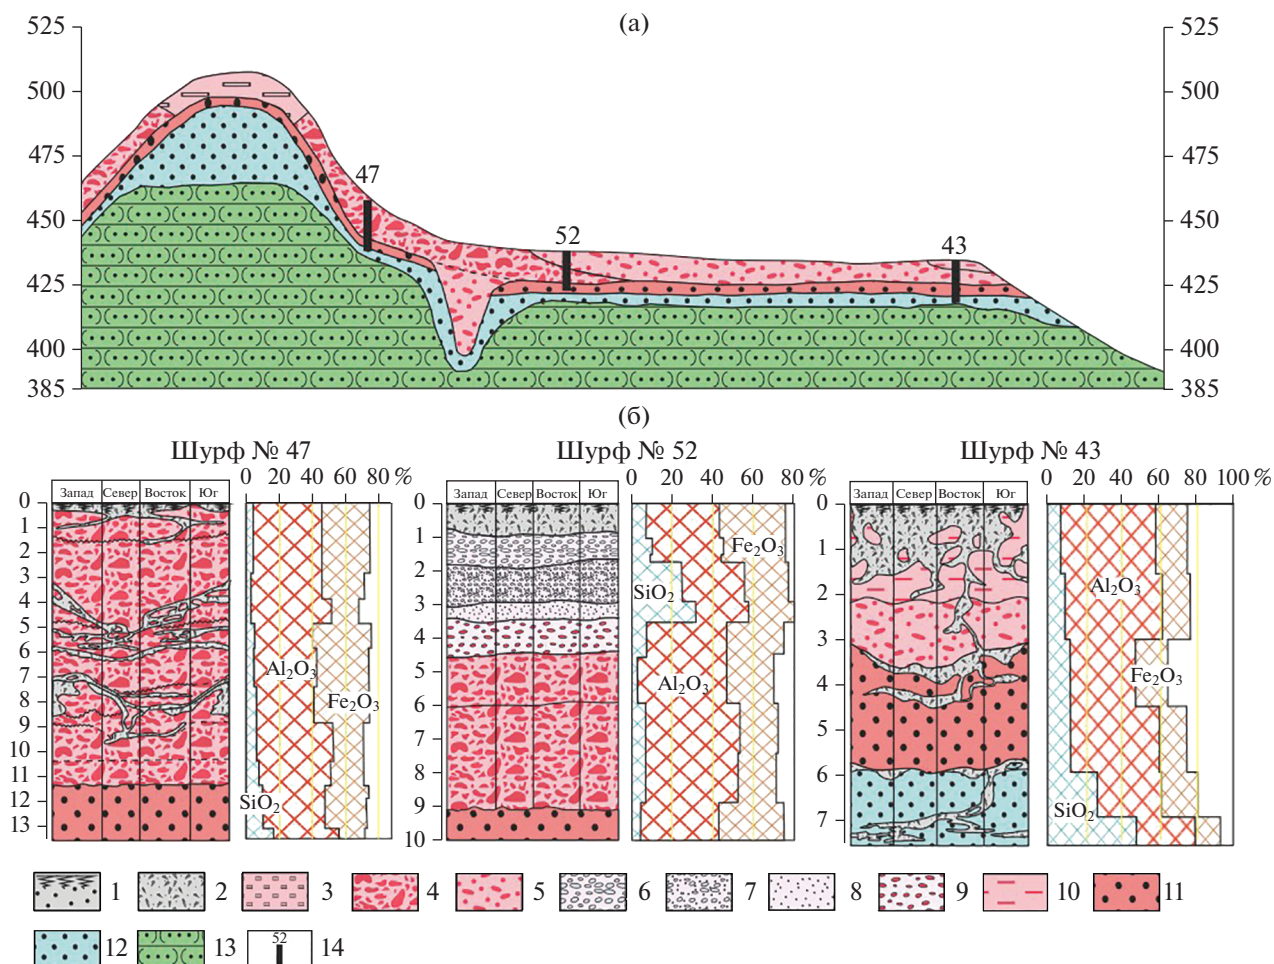 (а)
525
500
475
450
425
400
385
525
500
475
450
425
400
385
47
52
43
(б)
Шурф № 47
Шурф № 52
Шурф № 43
0 20 40 60 80 %
0 20 40 60 80 %
0 20 40 60 80 100 %
Запад Север Восток Юг
Запад Север Восток Юг
Запад Север Восток Юг
0
1
2
3
4
5
6
7
8
9
10
11
12
13
SiO₂
Al₂O₃
Fe₂O₃
0
1
2
3
4
5
6
7
8
9
10
SiO₂
Al₂O₃
Fe₂O₃
0
1
2
3
4
5
6
7
SiO₂
Al₂O₃
Fe₂O₃
1 2 3 4 5 6 7 8 9 10 11
12 13 52 14